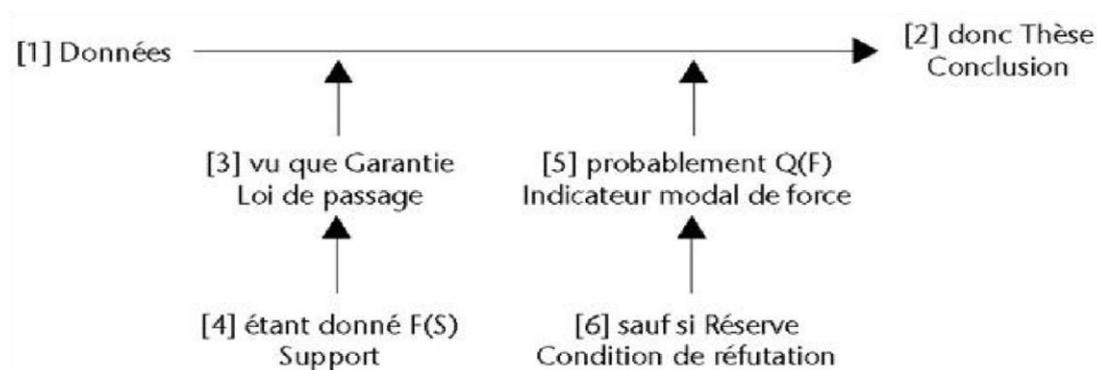 [1] Données
[2] donc Thèse
Conclusion
[3] vu que Garantie
Loi de passage
[5] probablement Q(F)
Indicateur modal de force
[4] étant donné F(S)
Support
[6] sauf si Réserve
Condition de réfutation